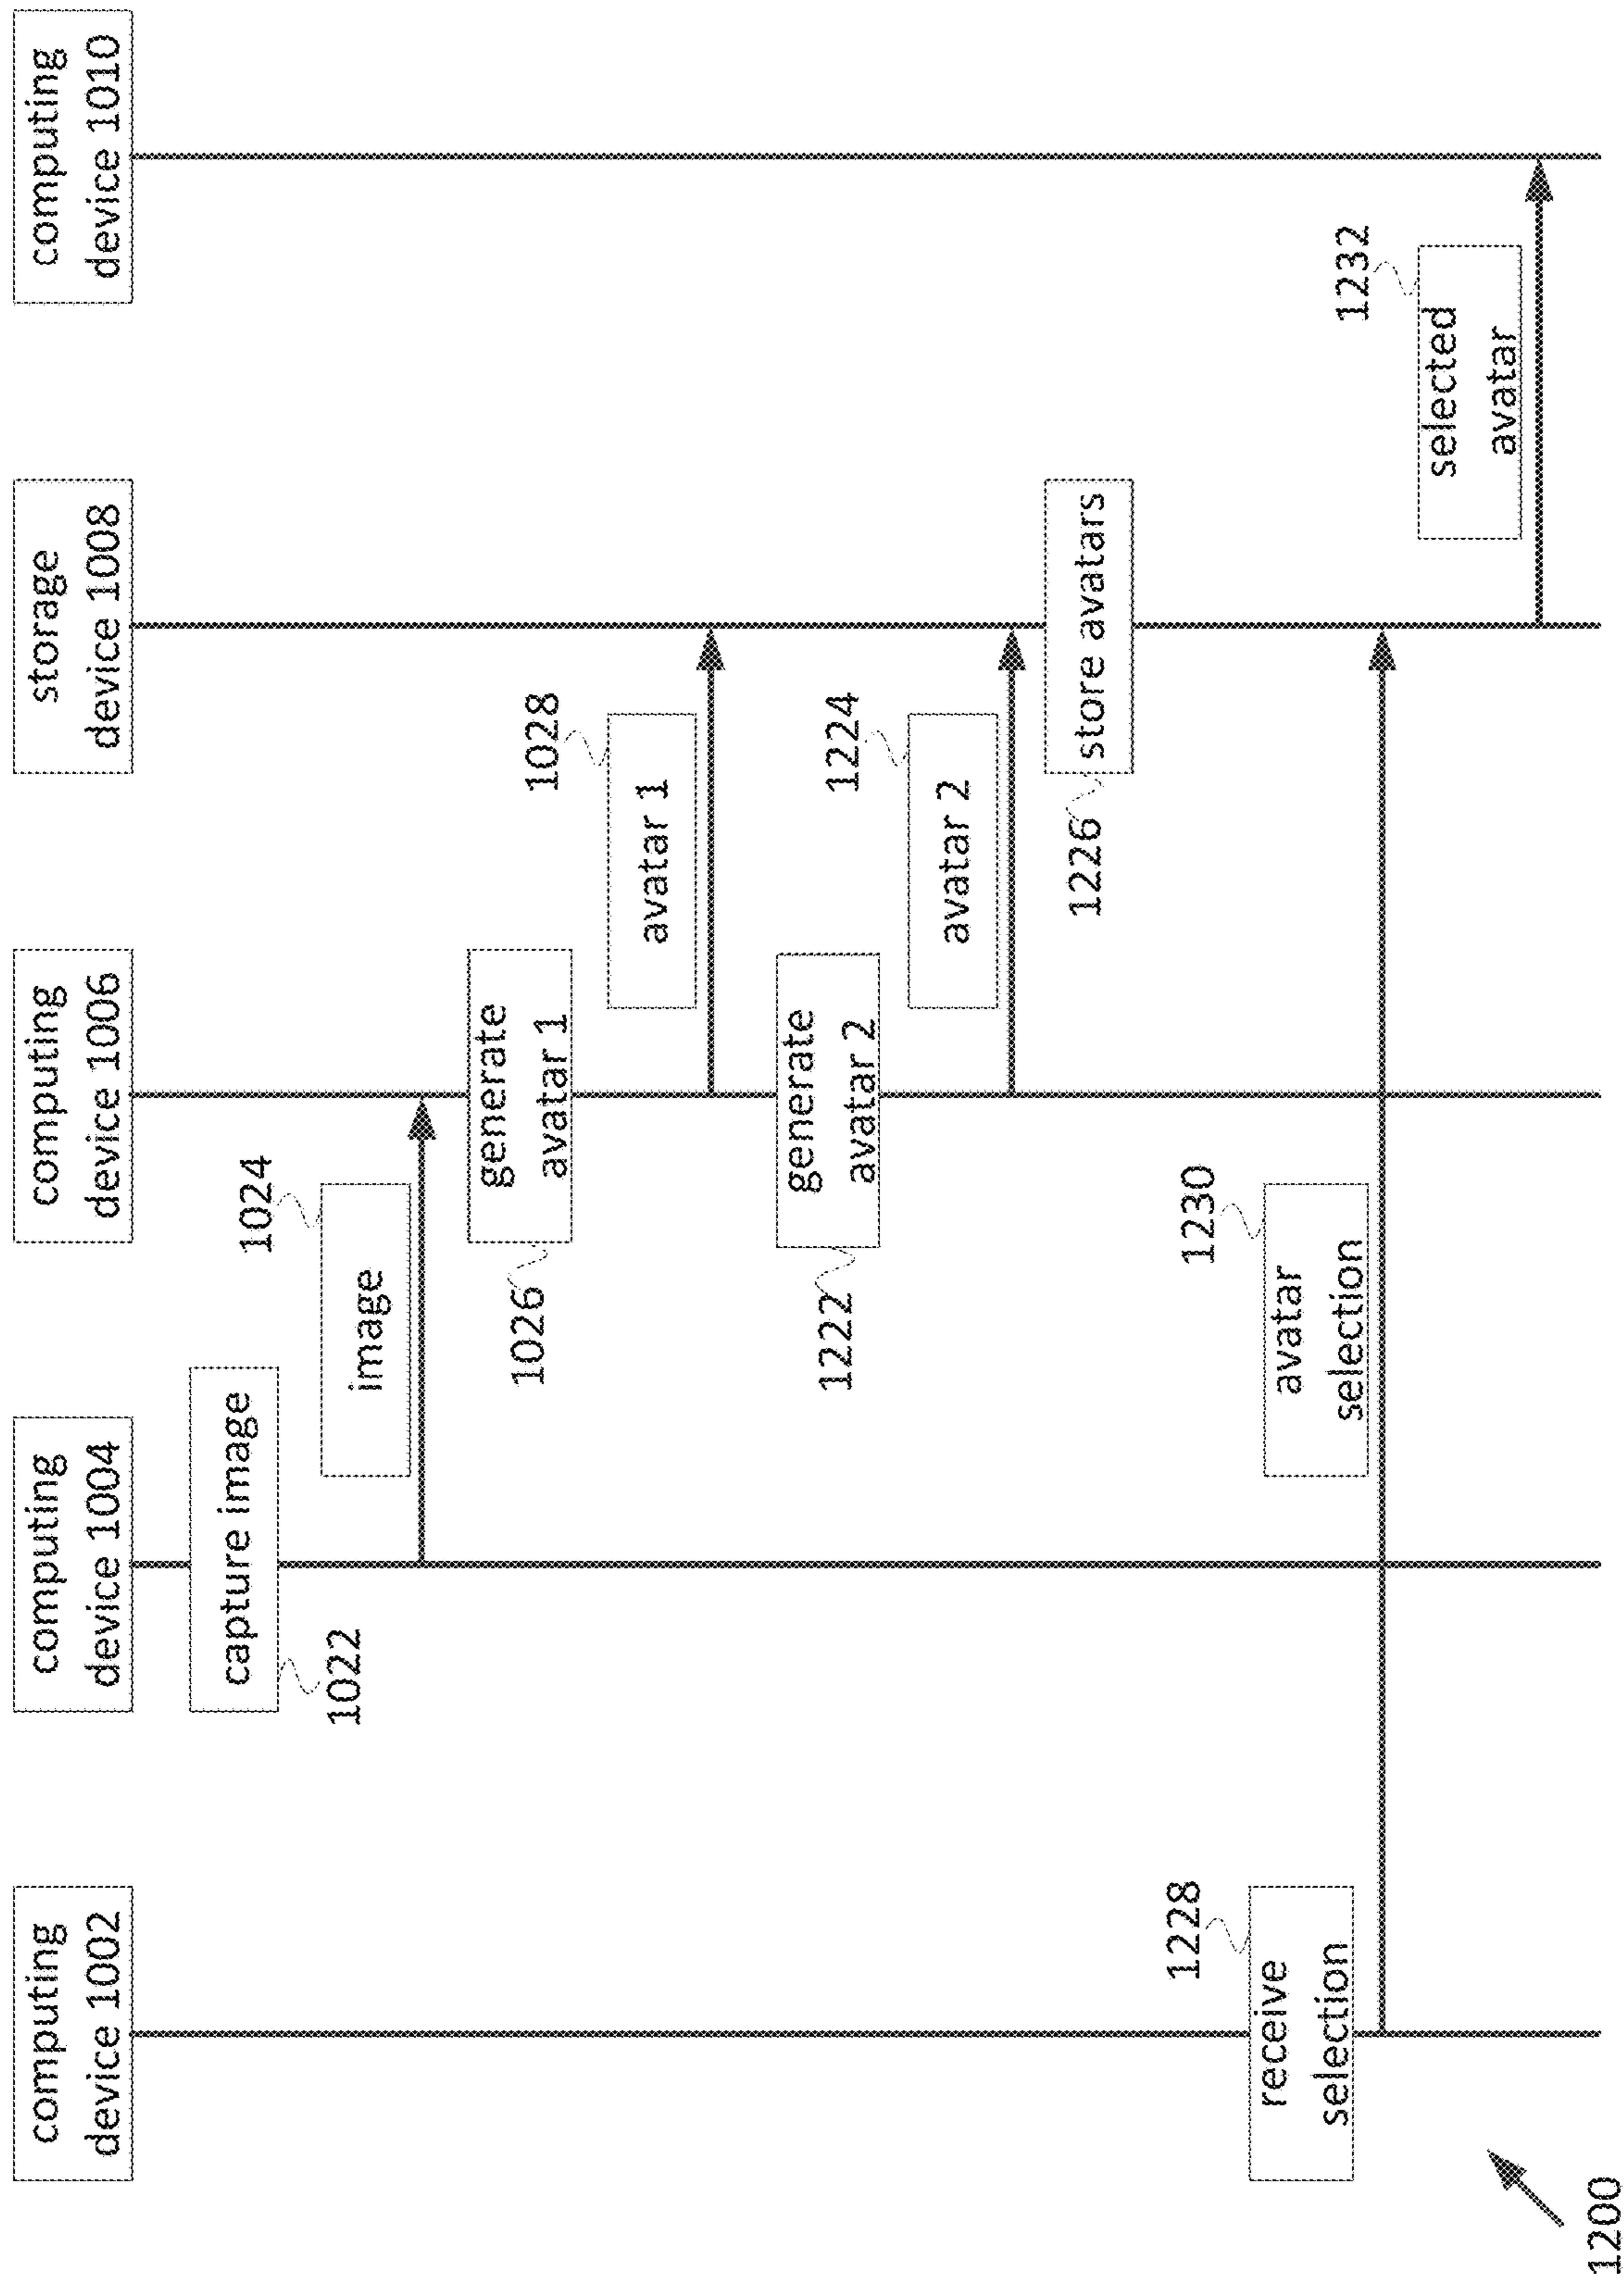 computing
device 1002
computing
device 1004
computing
device 1006
storage
device 1008
computing
device 1010
capture image
1022
1024
image
generate
avatar 1
1026
1028
avatar 1
generate
avatar 2
1222
1224
avatar 2
store avatars
1226
receive
selection
1228
avatar
selection
1230
1232
selected
avatar
1200